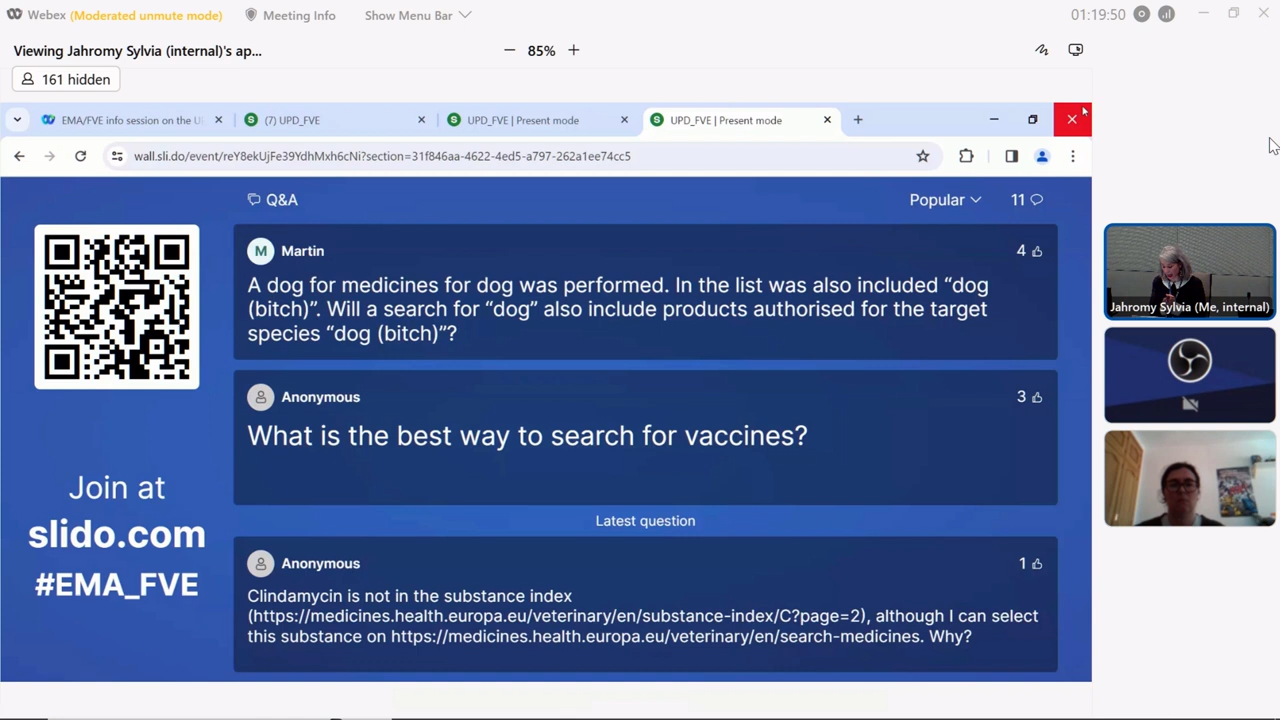 Webex (Moderated unmute mode) Meeting Info Show Menu Bar 01:19:50
Viewing Jahromy Sylvia (internal)'s ap... 85%
161 hidden
EMA/FVE info session on the U (7) UPD_FVE UPD_FVE | Present mode UPD_FVE | Present mode
wall.sli.do/event/reY8ekUjFe39YdhMxh6cNi?section=31f846aa-4622-4ed5-a797-262a1ee74cc5
Q&A Popular 11
M Martin 4
A dog for medicines for dog was performed. In the list was also included “dog
(bitch)”. Will a search for “dog” also include products authorised for the target
species “dog (bitch)”?
Anonymous 3
What is the best way to search for vaccines?
Latest question
Anonymous 1
Clindamycin is not in the substance index
(https://medicines.health.europa.eu/veterinary/en/substance-index/C?page=2), although I can select
this substance on https://medicines.health.europa.eu/veterinary/en/search-medicines. Why?
Join at
slido.com
#EMA_FVE
Jahromy Sylvia (Me, internal)